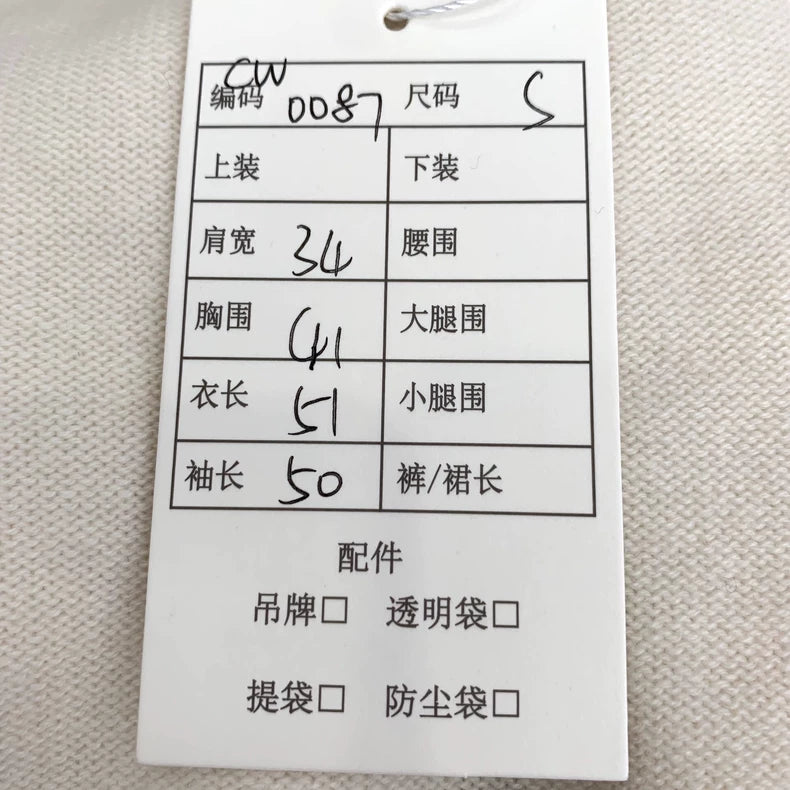 编码 CW 0087 尺码 S
上装 下装
肩宽 34 腰围
胸围 41 大腿围
衣长 51 小腿围
袖长 50 裤/裙长
配件
吊牌□ 透明袋□
提袋□ 防尘袋□